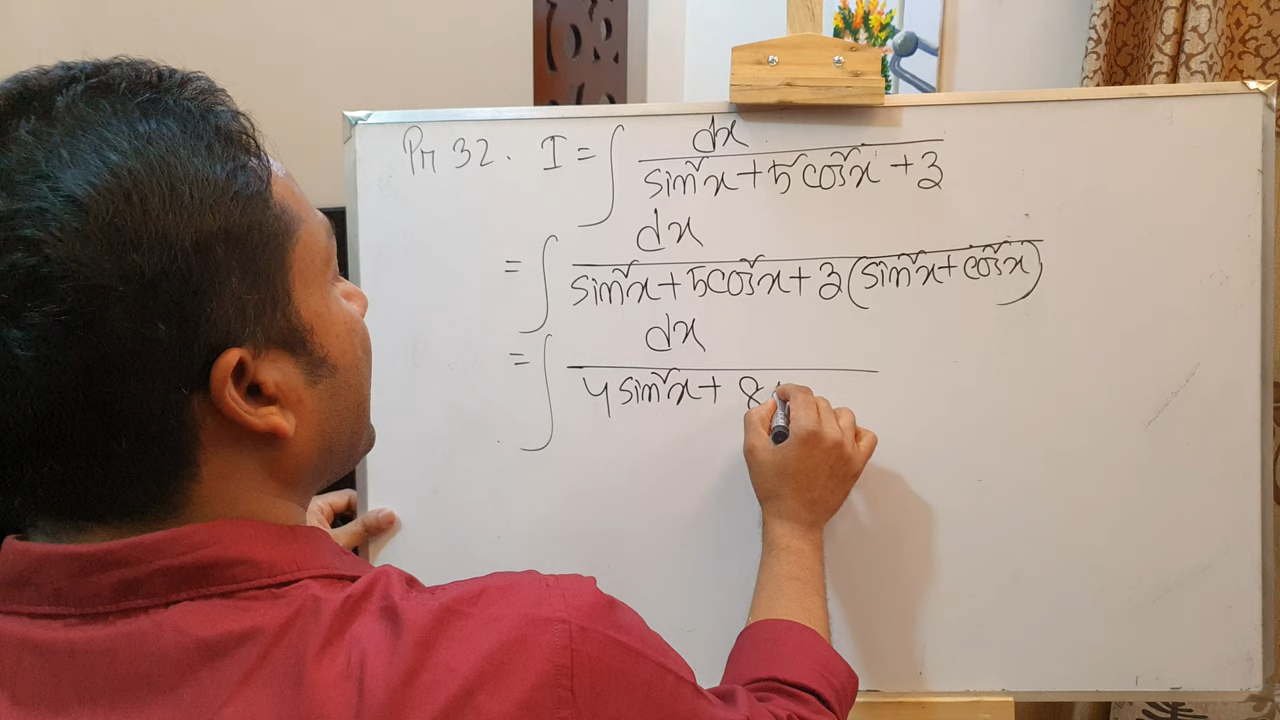 Pr 32. I = ∫ dx / (sin²x + 5cos²x + 3)
= ∫ dx / (sin²x + 5cos²x + 3(sin²x + cos²x))
= ∫ dx / (4sin²x + 8